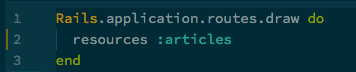 1 Rails.application.routes.draw do
2   resources :articles
3 end